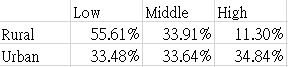 Low Middle High
Rural 55.61% 33.91% 11.30%
Urban 33.48% 33.64% 34.84%